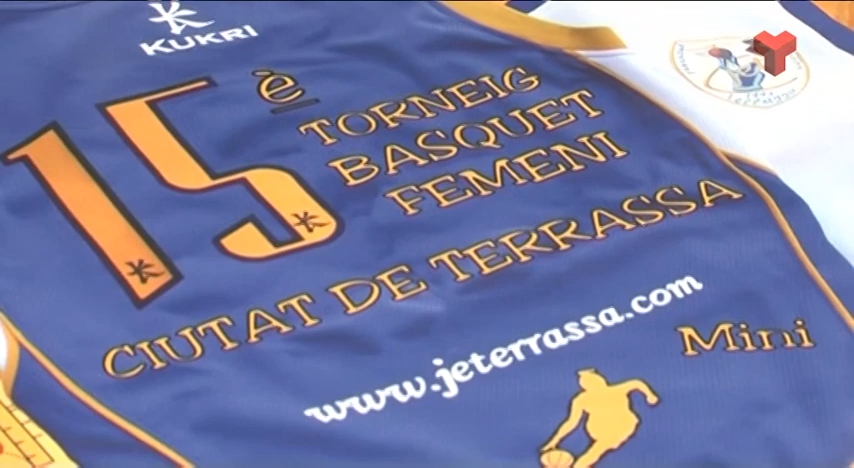 KUKRI
15è
TORNEIG
BASQUET
FEMENI
CIUTAT DE TERRASSA
www.jeterrassa.com
Mini